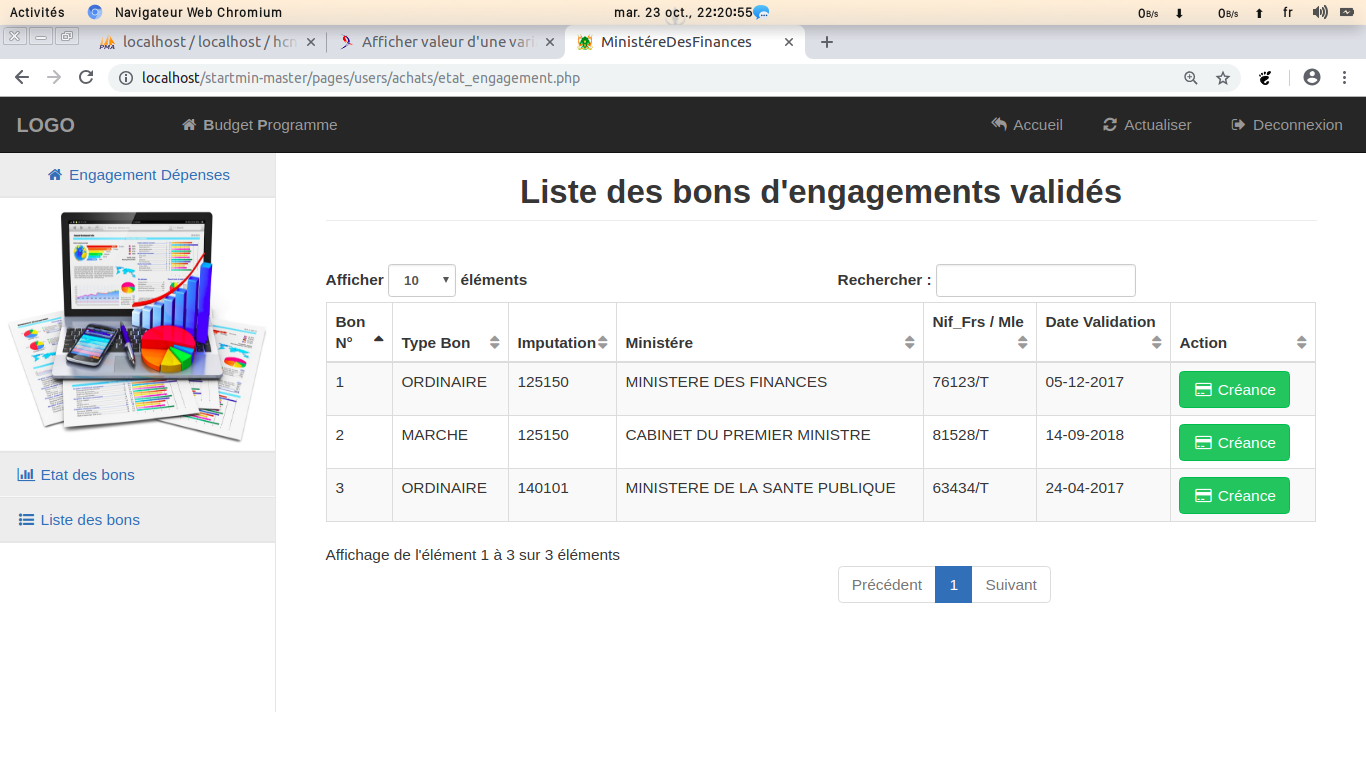 Activités Navigateur Web Chromium mar. 23 oct., 22:20:55 0B/s 0B/s fr
localhost / localhost / hcn Afficher valeur d'une vari MinistéreDesFinances
localhost/startmin-master/pages/users/achats/etat_engagement.php
LOGO Budget Programme Accueil Actualiser Deconnexion
Engagement Dépenses
Liste des bons d'engagements validés
Afficher 10 éléments Rechercher :
Bon N° Type Bon Imputation Ministére Nif_Frs / Mle Date Validation Action
1 ORDINAIRE 125150 MINISTERE DES FINANCES 76123/T 05-12-2017 Créance
2 MARCHE 125150 CABINET DU PREMIER MINISTRE 81528/T 14-09-2018 Créance
3 ORDINAIRE 140101 MINISTERE DE LA SANTE PUBLIQUE 63434/T 24-04-2017 Créance
Etat des bons
Liste des bons
Affichage de l'élément 1 à 3 sur 3 éléments
Précédent 1 Suivant